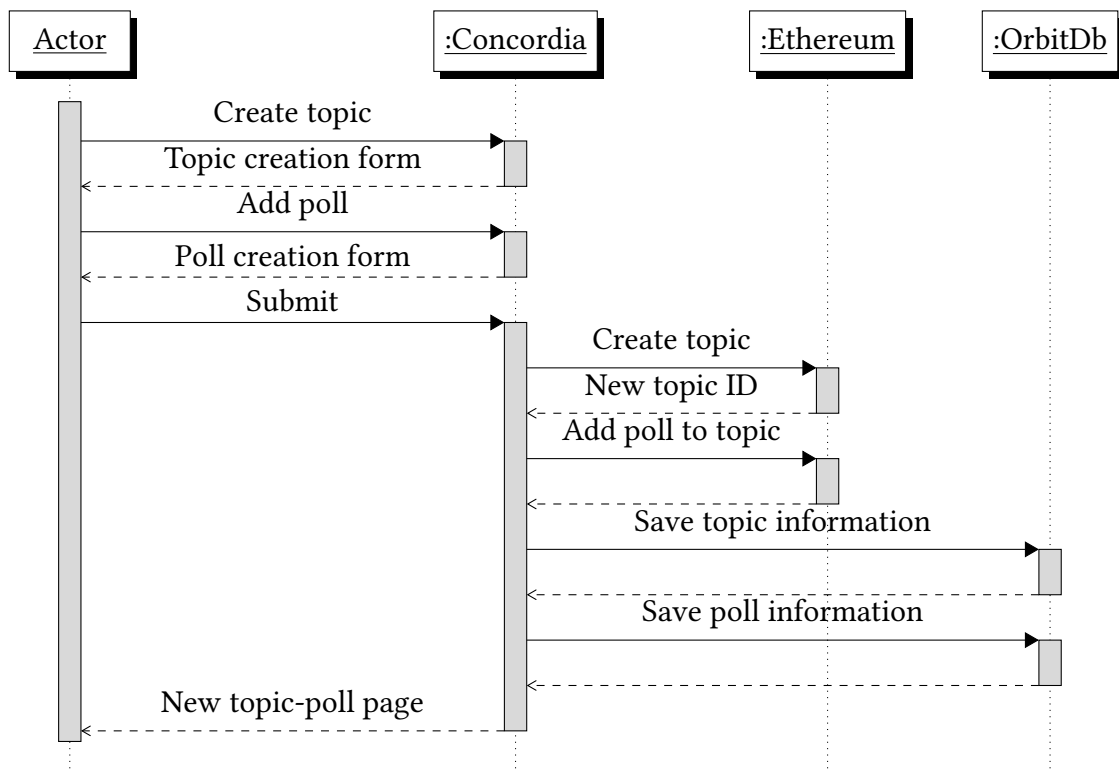 Actor
:Concordia
:Ethereum
:OrbitDb
Create topic
Topic creation form
Add poll
Poll creation form
Submit
Create topic
New topic ID
Add poll to topic
Save topic information
Save poll information
New topic-poll page